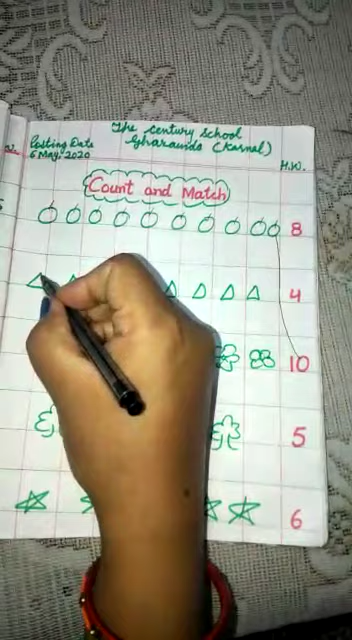 The Century School
Gharaunda (Karnal)
Posting Date
6 May, 2020
H.W.
Count and Match
8
4
10
5
6